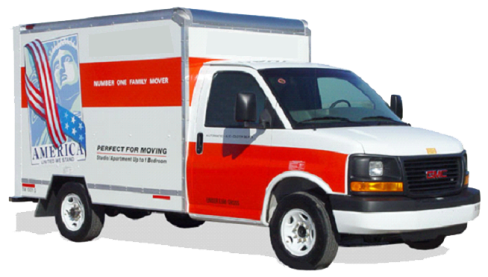 NUMBER ONE FAMILY MOVER
AMERICA
UNITED WE STAND
PERFECT FOR MOVING
Studio Apartment Up to 1 Bedroom
GMC